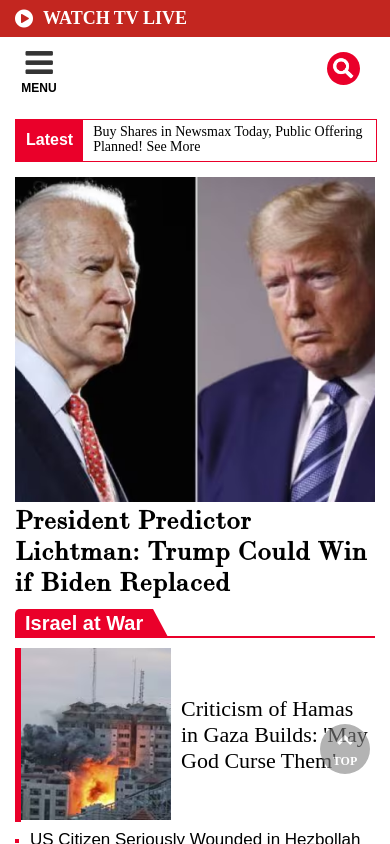 WATCH TV LIVE
MENU
Latest
Buy Shares in Newsmax Today, Public Offering
Planned! See More
President Predictor
Lichtman: Trump Could Win
if Biden Replaced
Israel at War
Criticism of Hamas
in Gaza Builds: 'May
God Curse Them'
TOP
US Citizen Seriously Wounded in Hezbollah